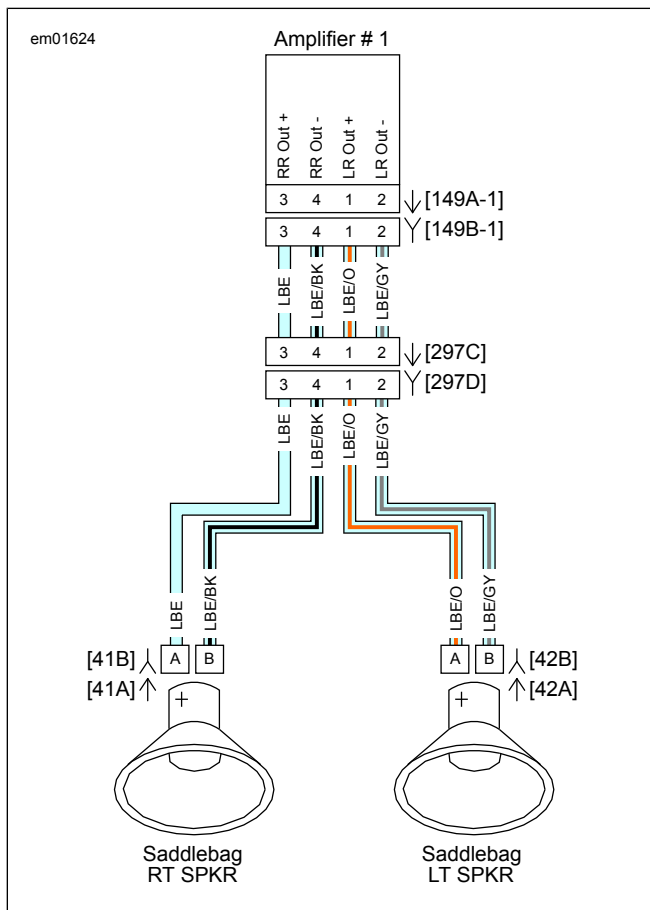 em01624
Amplifier # 1
RR Out +
RR Out -
LR Out +
LR Out -
3 4 1 2 [149A-1]
3 4 1 2 [149B-1]
LBE
LBE/BK
LBE/O
LBE/GY
3 4 1 2 [297C]
3 4 1 2 [297D]
LBE
LBE/BK
LBE/O
LBE/GY
LBE
LBE/BK
LBE/O
LBE/GY
[41B] A B
A B [42B]
[41A] +
+ [42A]
Saddlebag
RT SPKR
Saddlebag
LT SPKR